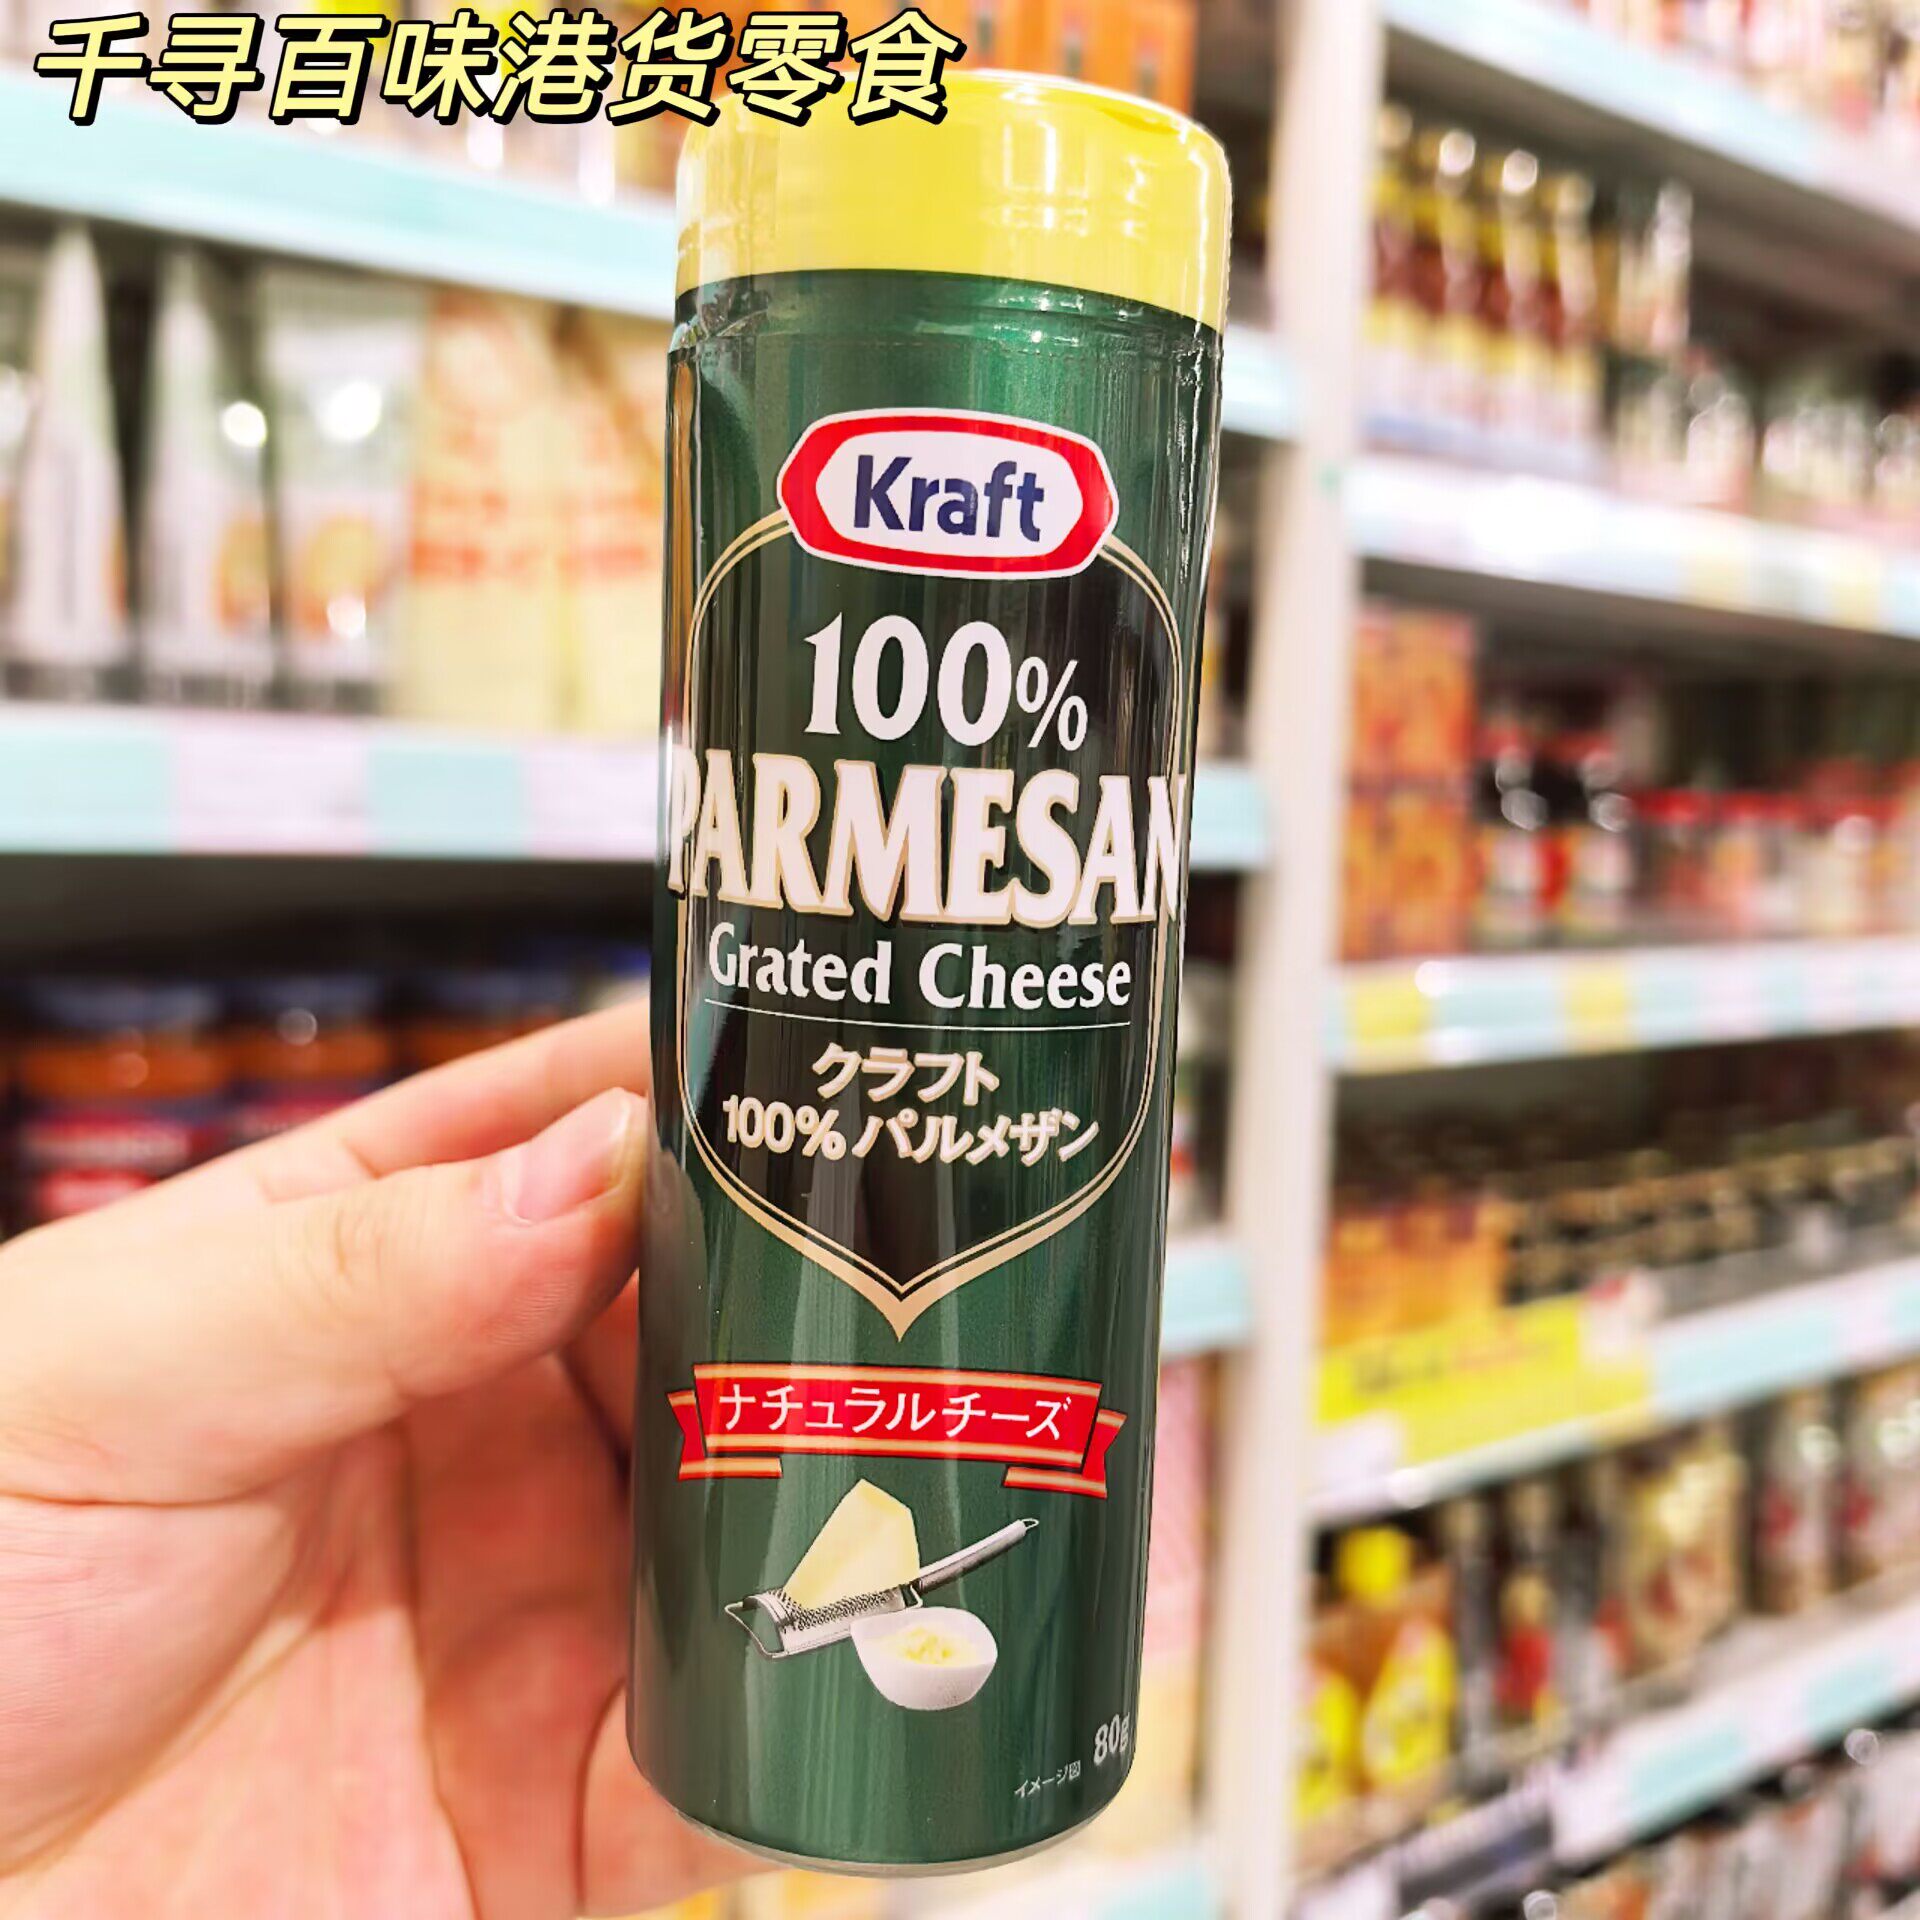 千寻百味港货零食
Kraft
100%
PARMESAN
Grated Cheese
クラフト
100%パルメザン
ナチュラルチーズ
80g
イメージ図